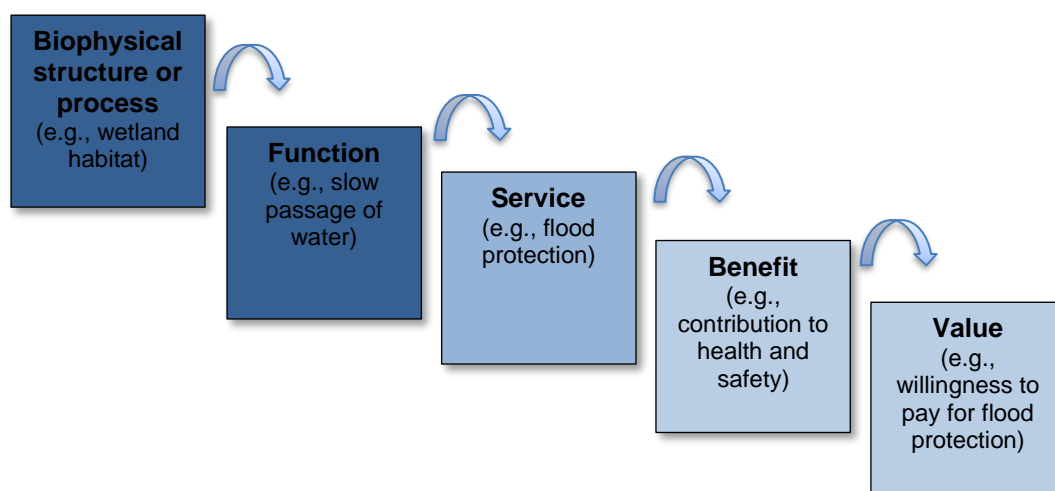 Biophysical
structure or
process
(e.g., wetland
habitat)
Function
(e.g., slow
passage of
water)
Service
(e.g., flood
protection)
Benefit
(e.g.,
contribution to
health and
safety)
Value
(e.g.,
willingness to
pay for flood
protection)